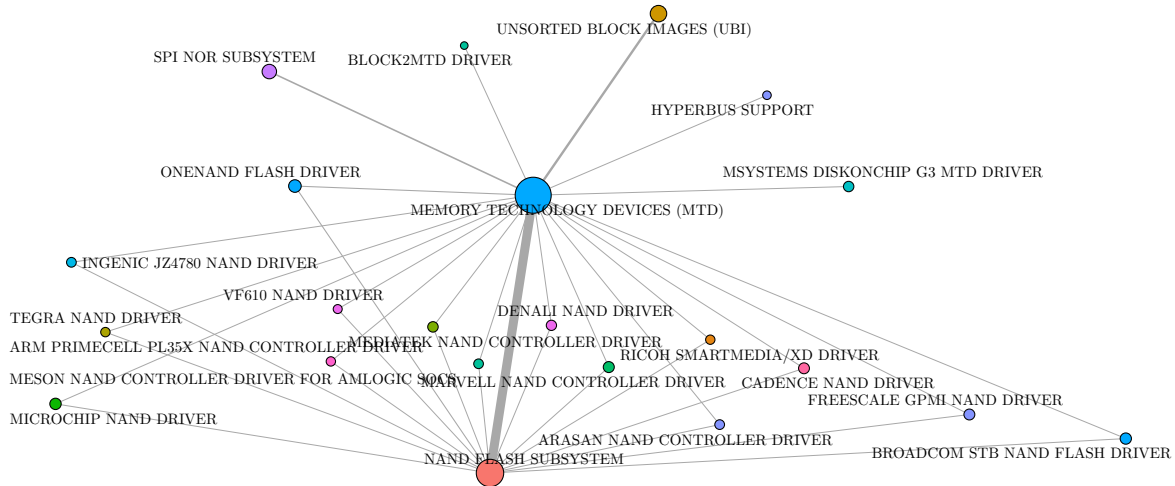 UNSORTED BLOCK IMAGES (UBI)
SPI NOR SUBSYSTEM
BLOCK2MTD DRIVER
HYPERBUS SUPPORT
ONENAND FLASH DRIVER
MSYSTEMS DISKONCHIP G3 MTD DRIVER
MEMORY TECHNOLOGY DEVICES (MTD)
INGENIC JZ4780 NAND DRIVER
VF610 NAND DRIVER
DENALI NAND DRIVER
TEGRA NAND DRIVER
MEDIATEK NAND CONTROLLER DRIVER
ARM PRIMECELL PL35X NAND CONTROLLER DRIVER
RICOH SMARTMEDIA/XD DRIVER
MESON NAND CONTROLLER DRIVER FOR AMLOGIC SOCS
MARVELL NAND CONTROLLER DRIVER
CADENCE NAND DRIVER
FREESCALE GPMI NAND DRIVER
MICROCHIP NAND DRIVER
ARASAN NAND CONTROLLER DRIVER
BROADCOM STB NAND FLASH DRIVER
NAND FLASH SUBSYSTEM